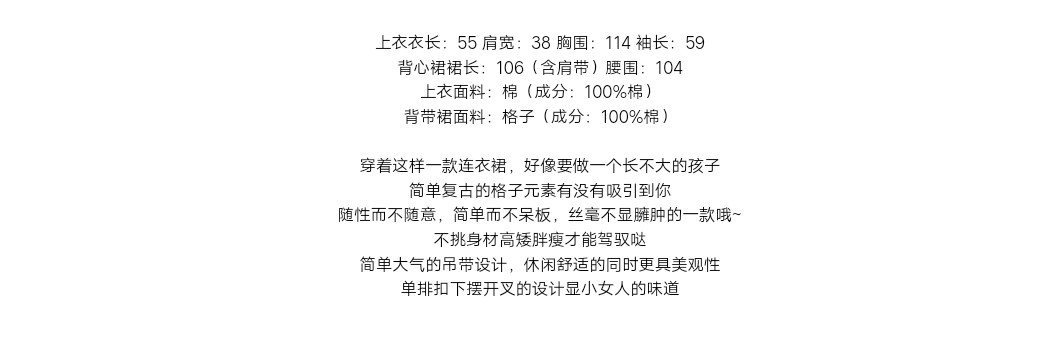 上衣衣长：55 肩宽：38 胸围：114 袖长：59
背心裙裙长：106（含肩带）腰围：104
上衣面料：棉（成分：100%棉）
背带裙面料：格子（成分：100%棉）
穿着这样一款连衣裙，好像要做一个长不大的孩子
简单复古的格子元素有没有吸引到你
随性而不随意，简单而不呆板，丝毫不显臃肿的一款哦~
不挑身材高矮胖瘦才能驾驭哒
简单大气的吊带设计，休闲舒适的同时更具美观性
单排扣下摆开叉的设计显小女人的味道